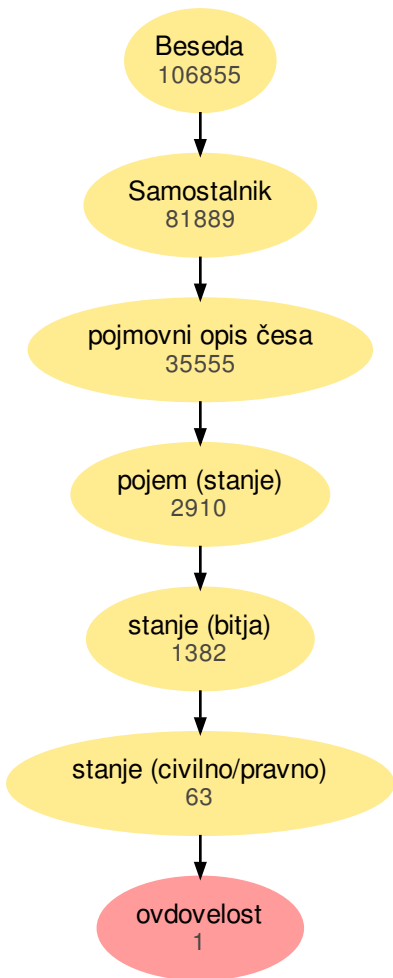 Beseda
106855
Samostalnik
81889
pojmovni opis česa
35555
pojem (stanje)
2910
stanje (bitja)
1382
stanje (civilno/pravno)
63
ovdovelost
1